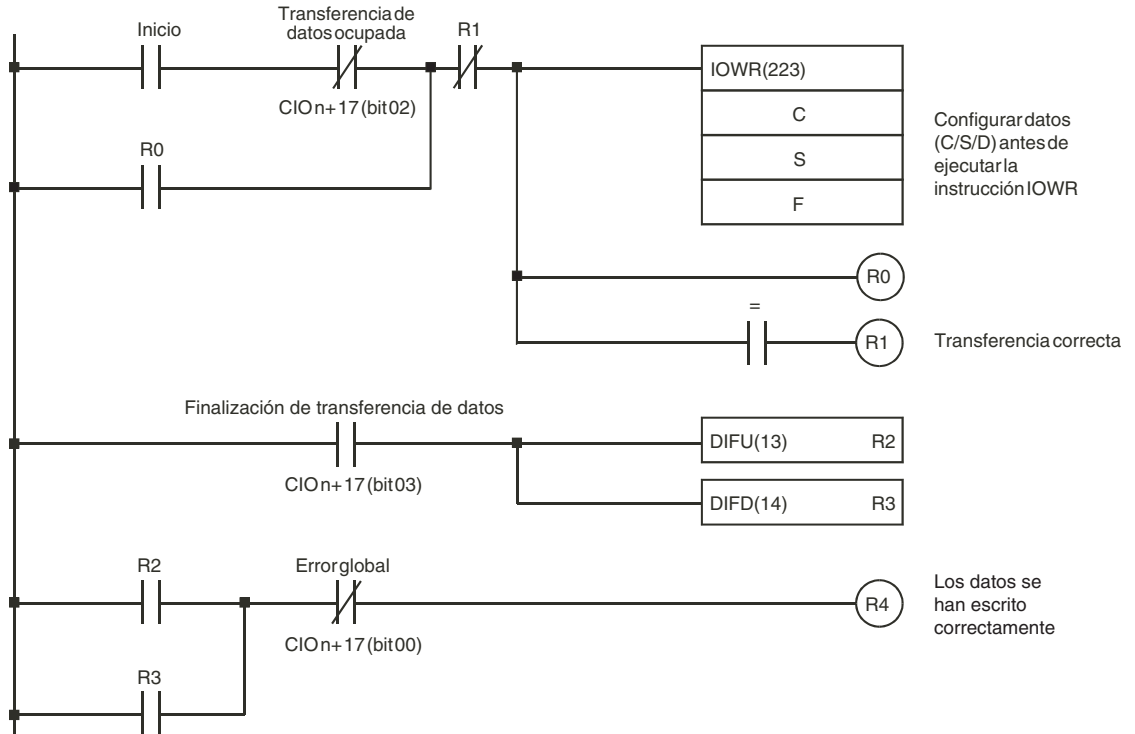 Inicio
Transferencia de
datos ocupada
R1
CIO n+17 (bit 02)
R0
IOWR(223)
C
S
F
Configurar datos
(C/S/D) antes de
ejecutar la
instrucción IOWR
R0
=
R1
Transferencia correcta
Finalización de transferencia de datos
CIO n+17 (bit 03)
DIFU(13) R2
DIFD(14) R3
R2
Error global
CIO n+17 (bit 00)
R4
Los datos se
han escrito
correctamente
R3